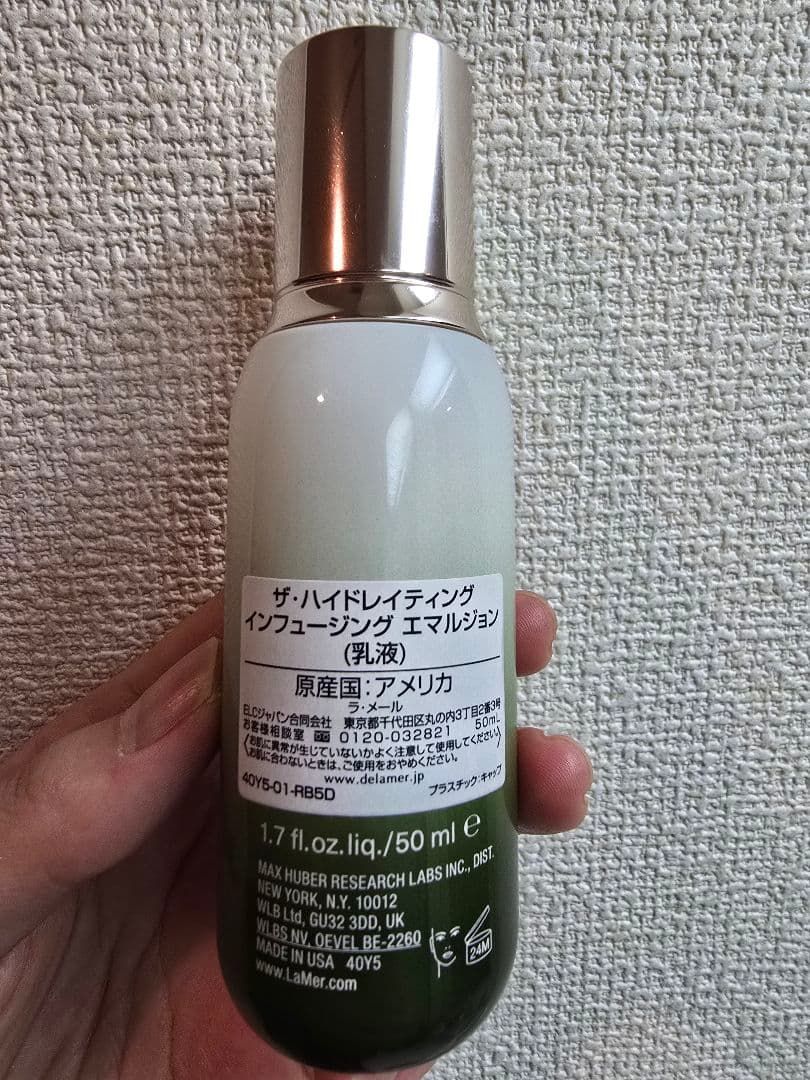 ザ・ハイドレイティング
インフュージング エマルジョン
(乳液)
原産国:アメリカ
ラ・メール
ELCジャパン合同会社 東京都千代田区丸の内3丁目2番3号
お客様相談室 0120-032821 50mL
〈お肌に異常が生じていないかよく注意して使用してください。
お肌に合わないときは、ご使用をおやめください。〉
www.delamer.jp
40Y5-01-RB5D プラスチック:キャップ
1.7 fl.oz.liq./50 ml ℮
MAX HUBER RESEARCH LABS INC., DIST.
NEW YORK, N.Y. 10012
WLB Ltd, GU32 3DD, UK
WLBS NV, OEVEL BE-2260
MADE IN USA 40Y5
www.LaMer.com
24M